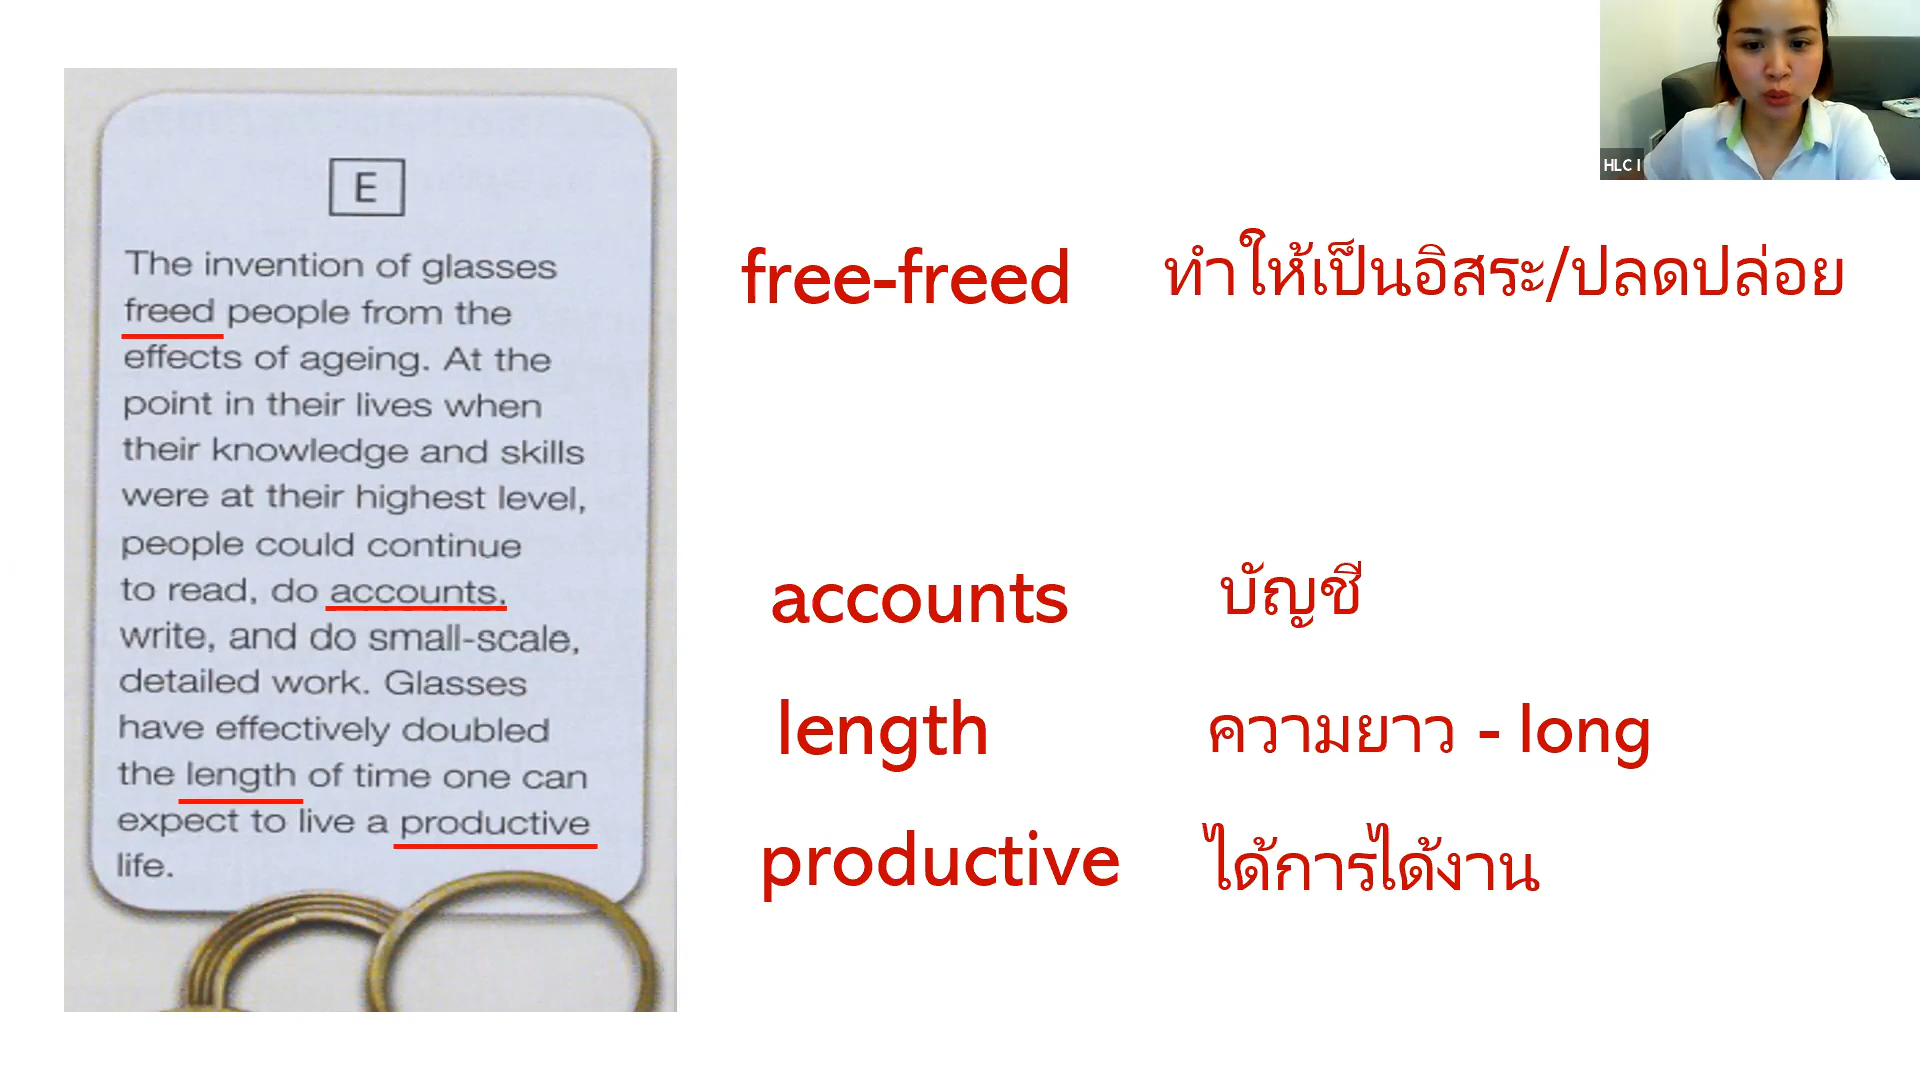 E
The invention of glasses
freed people from the
effects of ageing. At the
point in their lives when
their knowledge and skills
were at their highest level,
people could continue
to read, do accounts,
write, and do small-scale,
detailed work. Glasses
have effectively doubled
the length of time one can
expect to live a productive
life.
free-freed ทำให้เป็นอิสระ/ปลดปล่อย
accounts บัญชี
length ความยาว - long
productive ได้การได้งาน
HLC I